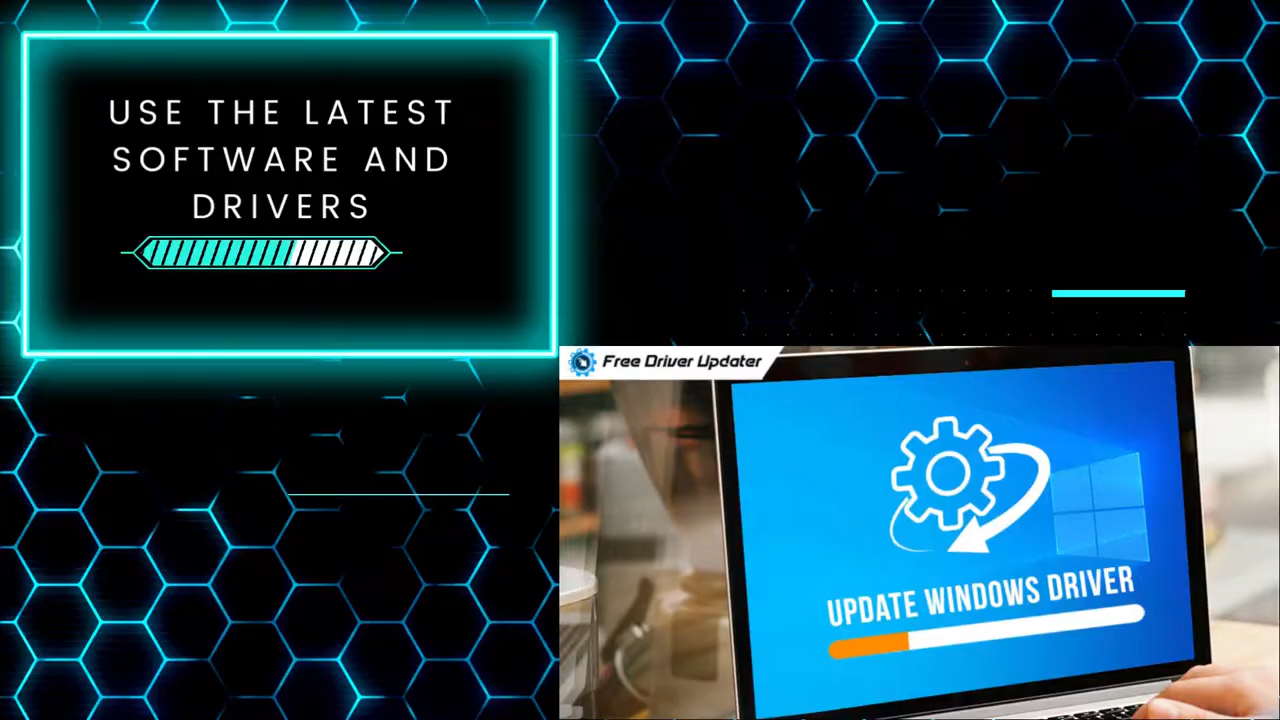 USE THE LATEST
SOFTWARE AND
DRIVERS
Free Driver Updater
UPDATE WINDOWS DRIVER